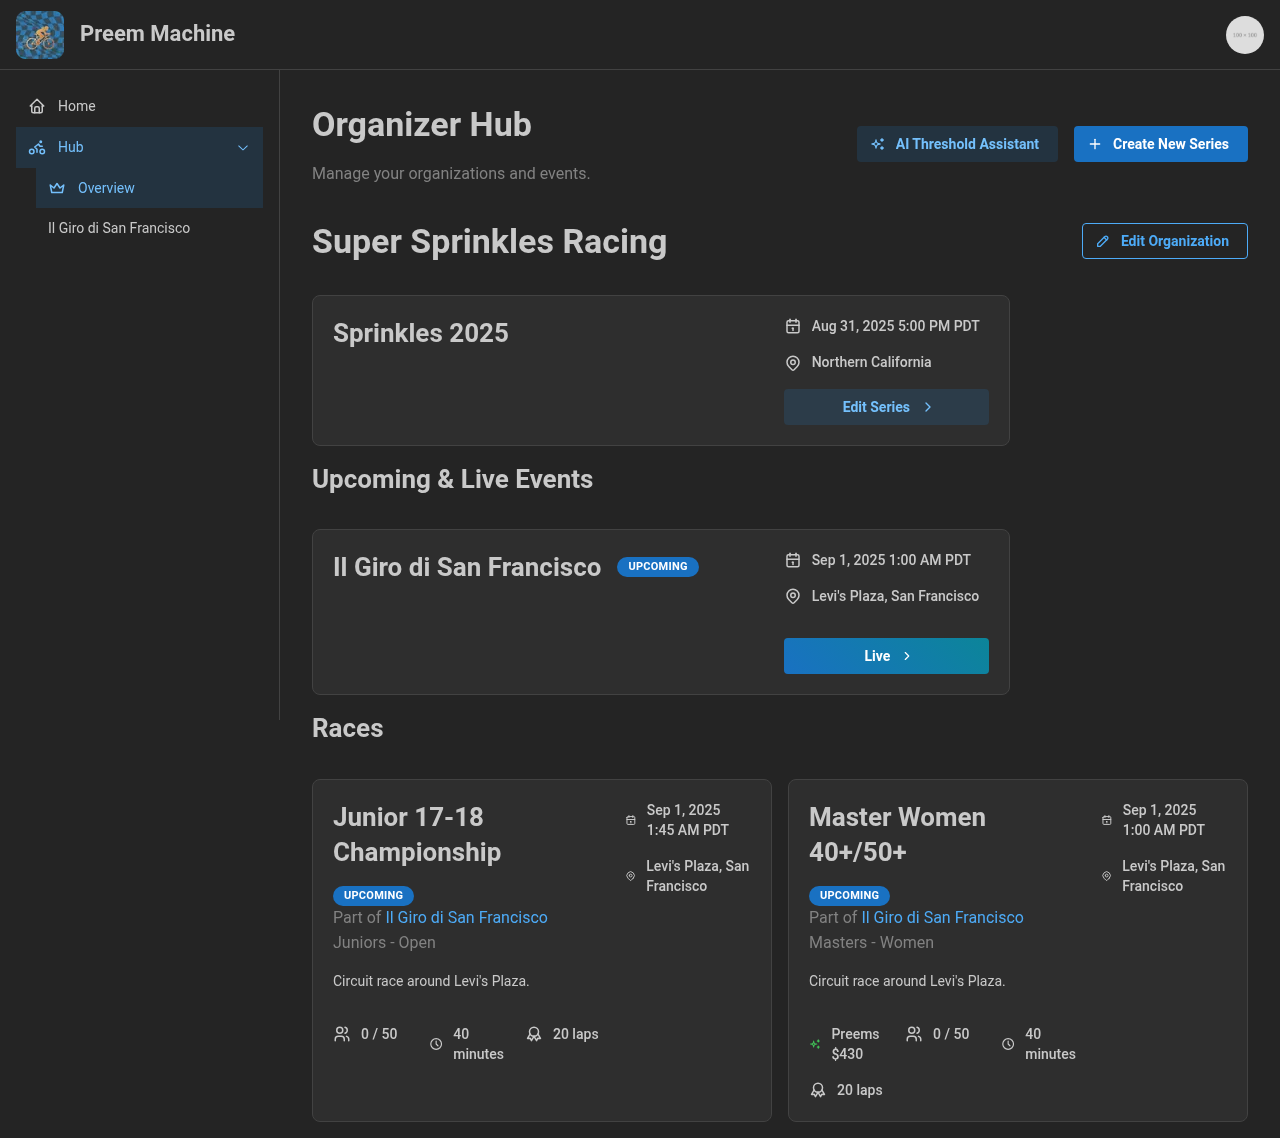 Preem Machine
100 × 100
Home
Hub
Overview
Il Giro di San Francisco
Organizer Hub
Manage your organizations and events.
AI Threshold Assistant
Create New Series
Super Sprinkles Racing
Edit Organization
Sprinkles 2025
Aug 31, 2025 5:00 PM PDT
Northern California
Edit Series
Upcoming & Live Events
Il Giro di San Francisco
UPCOMING
Sep 1, 2025 1:00 AM PDT
Levi's Plaza, San Francisco
Live
Races
Junior 17-18
Championship
UPCOMING
Part of Il Giro di San Francisco
Juniors - Open
Sep 1, 2025
1:45 AM PDT
Levi's Plaza, San
Francisco
Circuit race around Levi's Plaza.
0 / 50
40
minutes
20 laps
Master Women
40+/50+
UPCOMING
Part of Il Giro di San Francisco
Masters - Women
Sep 1, 2025
1:00 AM PDT
Levi's Plaza, San
Francisco
Circuit race around Levi's Plaza.
Preems
$430
0 / 50
40
minutes
20 laps